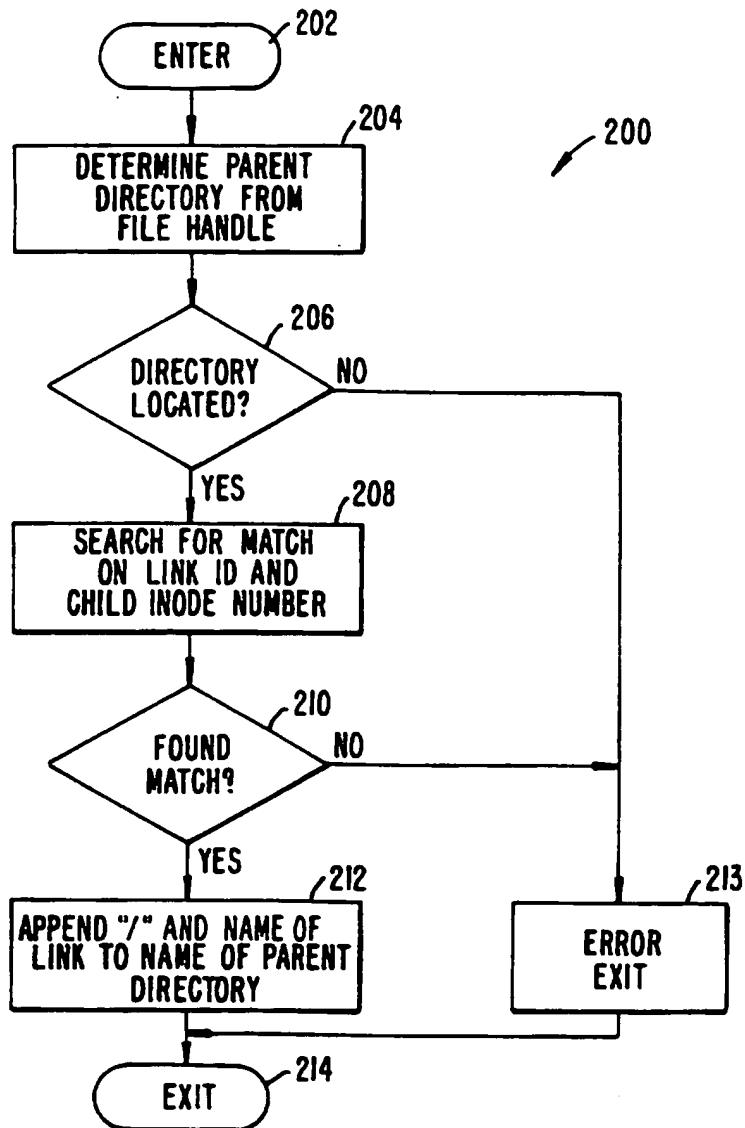 202
ENTER
204
200
DETERMINE PARENT
DIRECTORY FROM
FILE HANDLE
206
DIRECTORY
LOCATED?
NO
YES
208
SEARCH FOR MATCH
ON LINK ID AND
CHILD INODE NUMBER
210
FOUND
MATCH?
NO
YES
212
APPEND "/" AND NAME OF
LINK TO NAME OF PARENT
DIRECTORY
213
ERROR
EXIT
EXIT
214